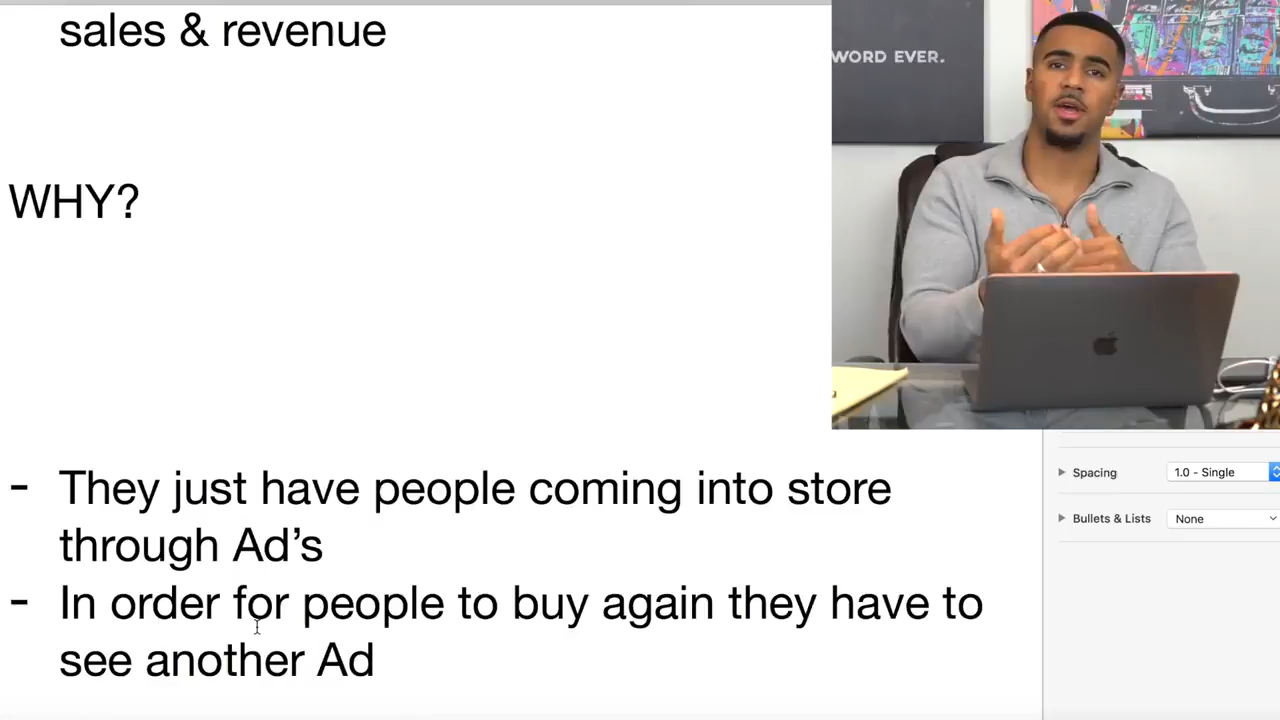 sales & revenue
WORD EVER.
WHY?
- They just have people coming into store
through Ad’s
- In order for people to buy again they have to
see another Ad
Spacing
1.0 - Single
Bullets & Lists
None